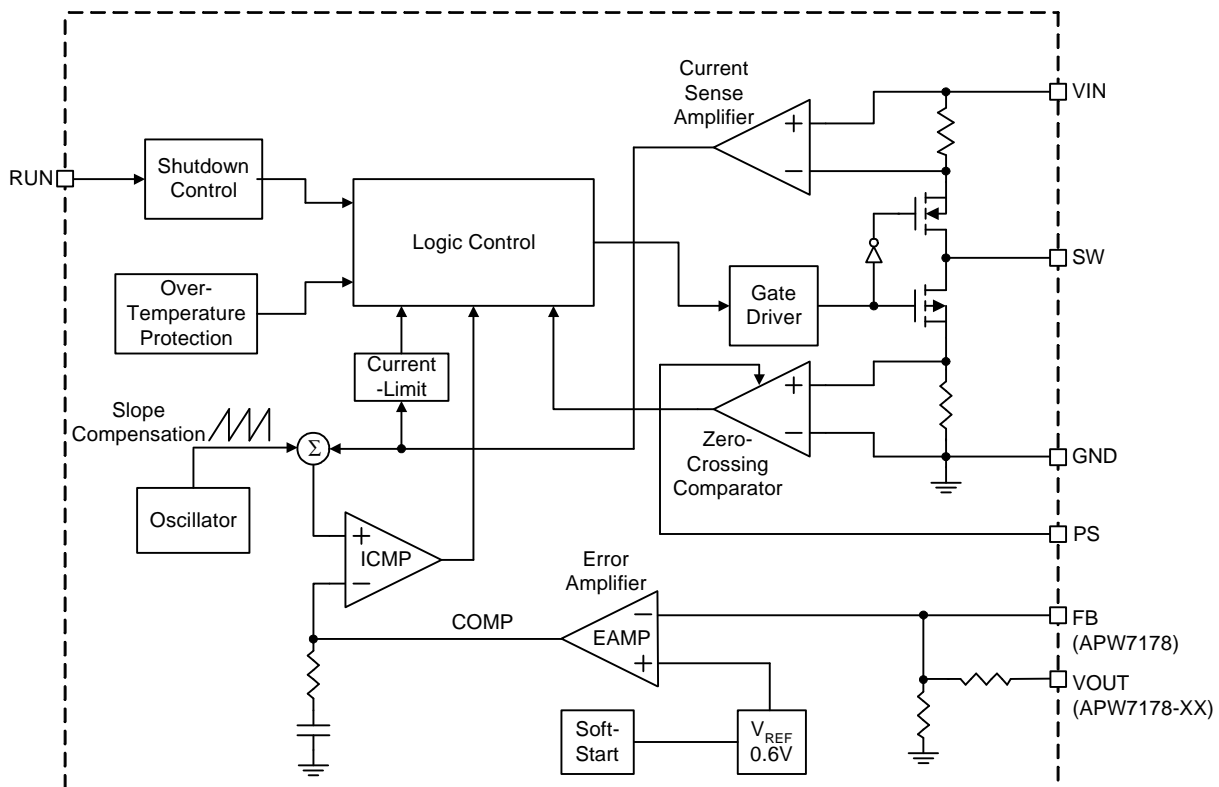 Current
Sense
Amplifier
+
−
VIN
RUN
Shutdown
Control
Logic Control
SW
Over-
Temperature
Protection
Gate
Driver
Current
-Limit
+
−
Zero-
Crossing
Comparator
GND
Slope
Compensation
Σ
Oscillator
PS
+
ICMP
−
Error
Amplifier
COMP
−
EAMP
+
FB
(APW7178)
VOUT
(APW7178-XX)
Soft-
Start
VREF
0.6V